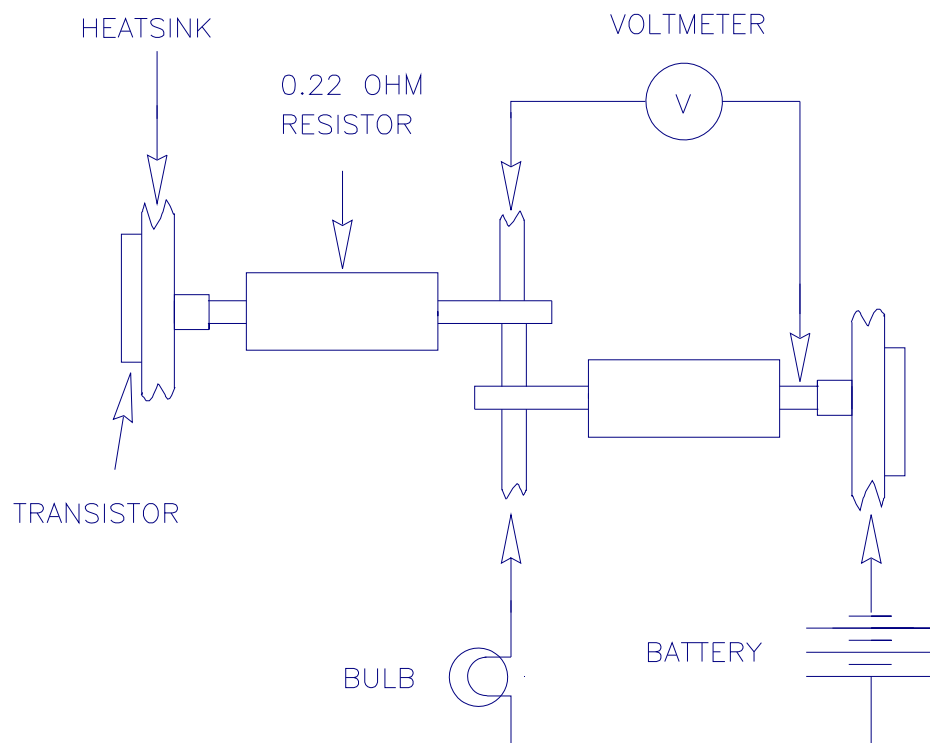 HEATSINK
VOLTMETER
0.22 OHM
RESISTOR
V
TRANSISTOR
BULB
BATTERY